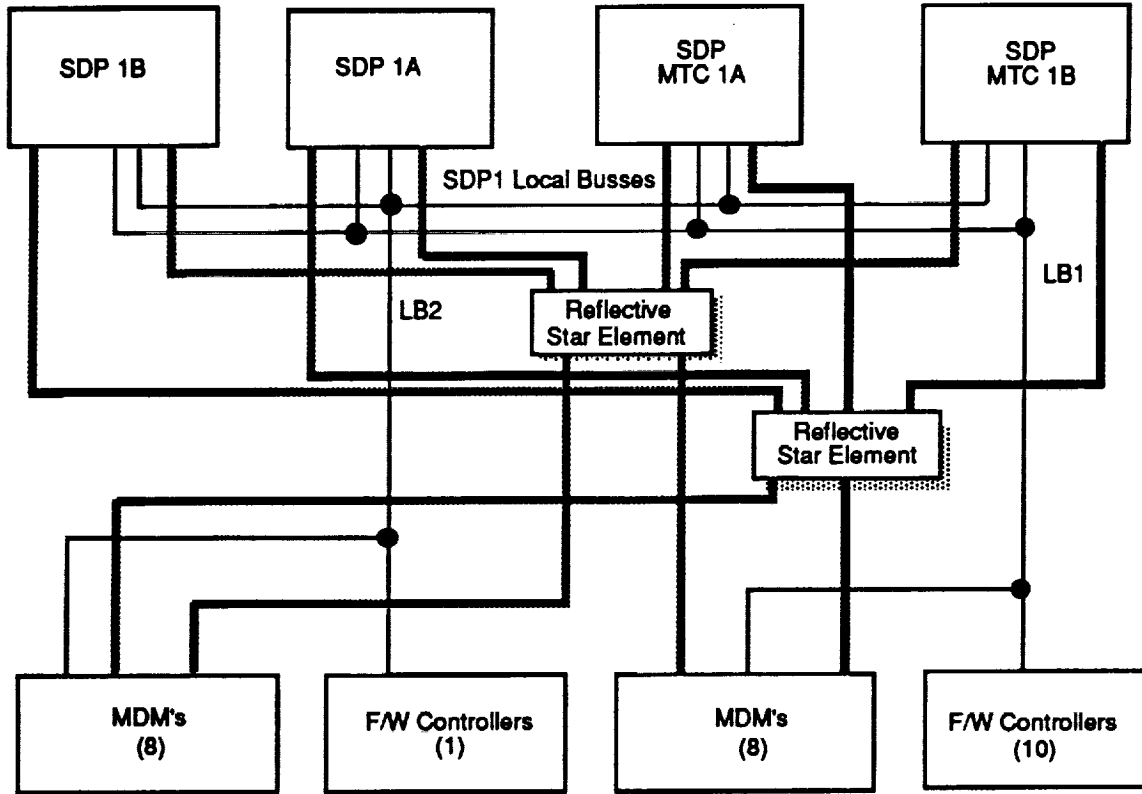 SDP 1B
SDP 1A
SDP
MTC 1A
SDP
MTC 1B
SDP1 Local Busses
LB2
LB1
Reflective
Star Element
Reflective
Star Element
MDM's
(8)
F/W Controllers
(1)
MDM's
(8)
F/W Controllers
(10)